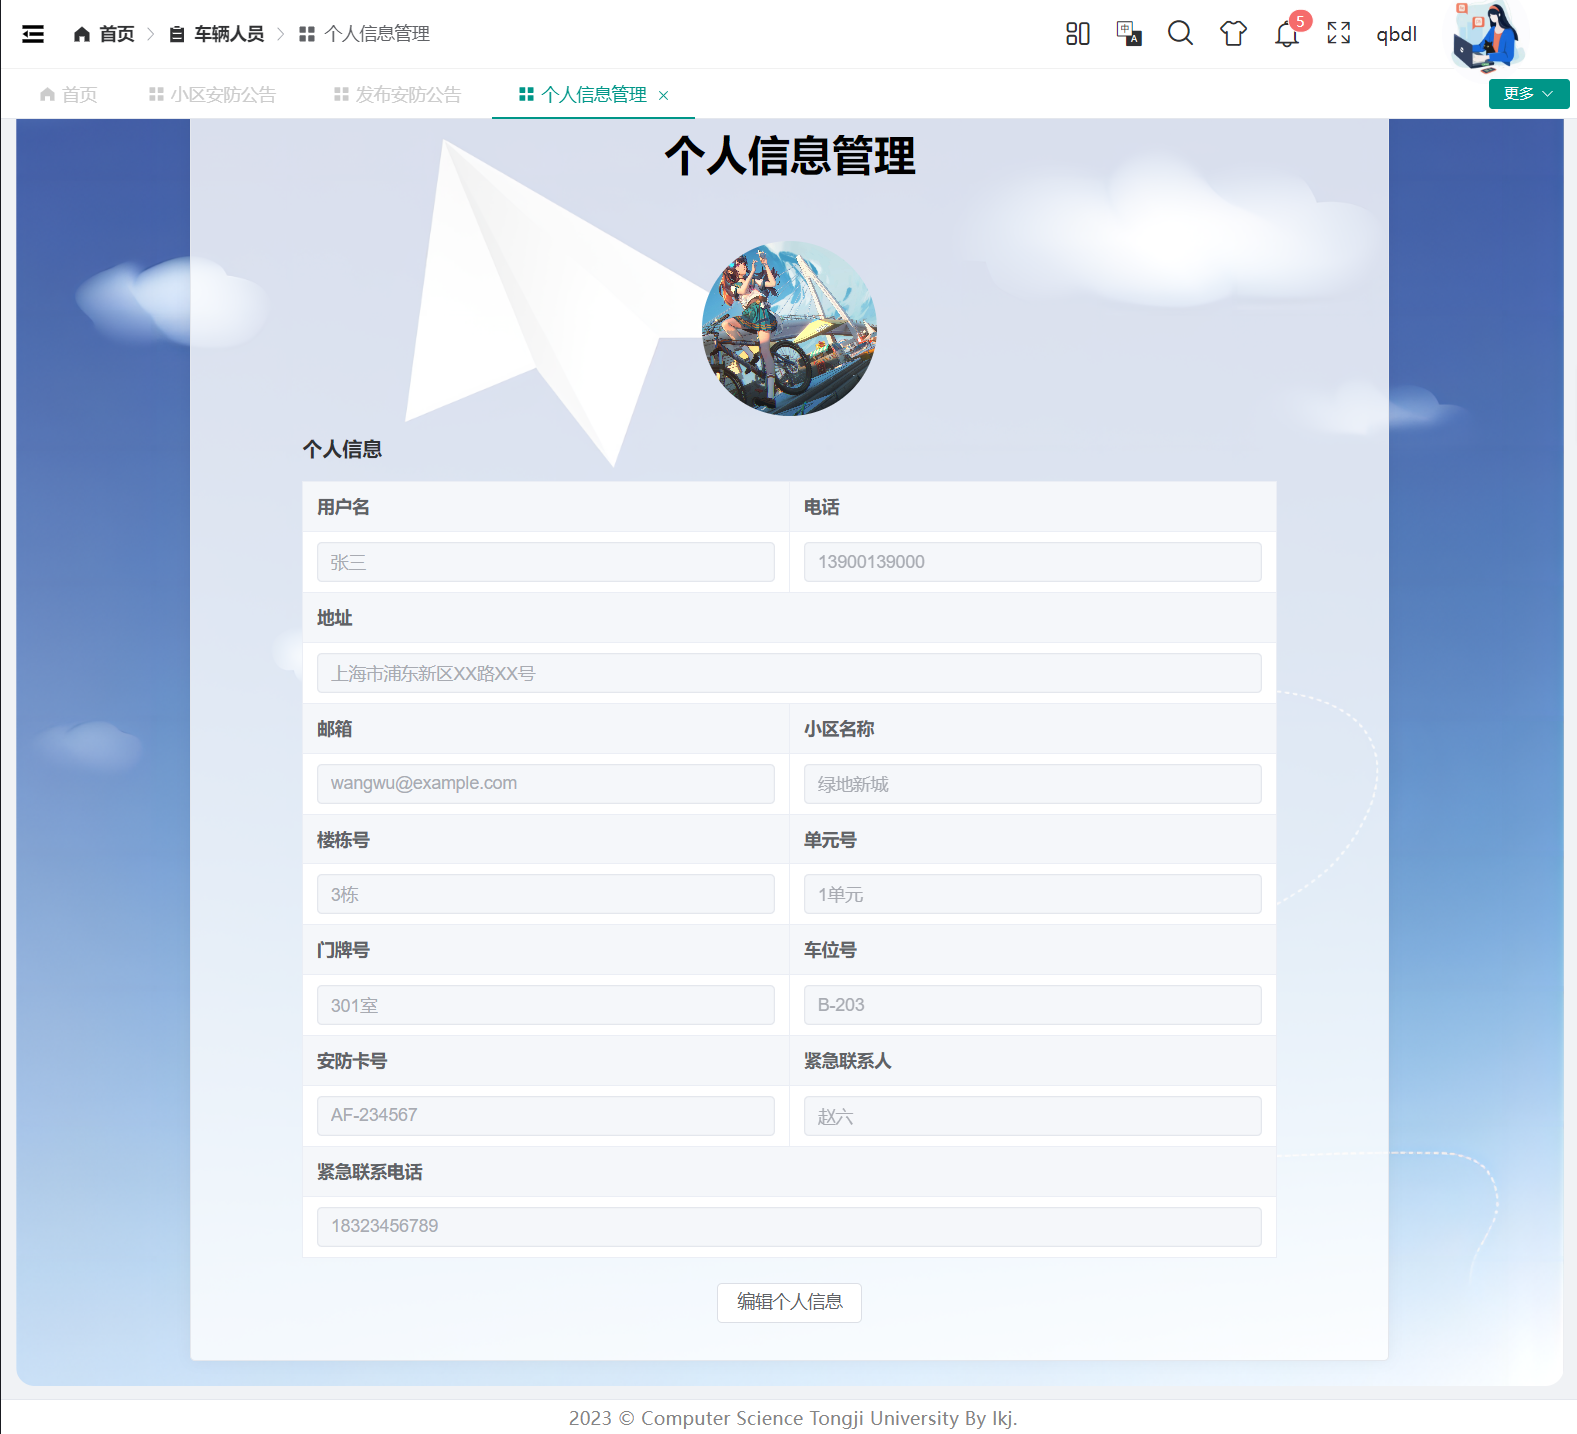 首页 > 车辆人员 > 个人信息管理
中 A
5
qbdl
首页 小区安防公告 发布安防公告 个人信息管理 ×
更多
个人信息管理
个人信息
用户名 电话
张三 13900139000
地址
上海市浦东新区XX路XX号
邮箱 小区名称
wangwu@example.com 绿地新城
楼栋号 单元号
3栋 1单元
门牌号 车位号
301室 B-203
安防卡号 紧急联系人
AF-234567 赵六
紧急联系电话
18323456789
编辑个人信息
2023 © Computer Science Tongji University By lkj.